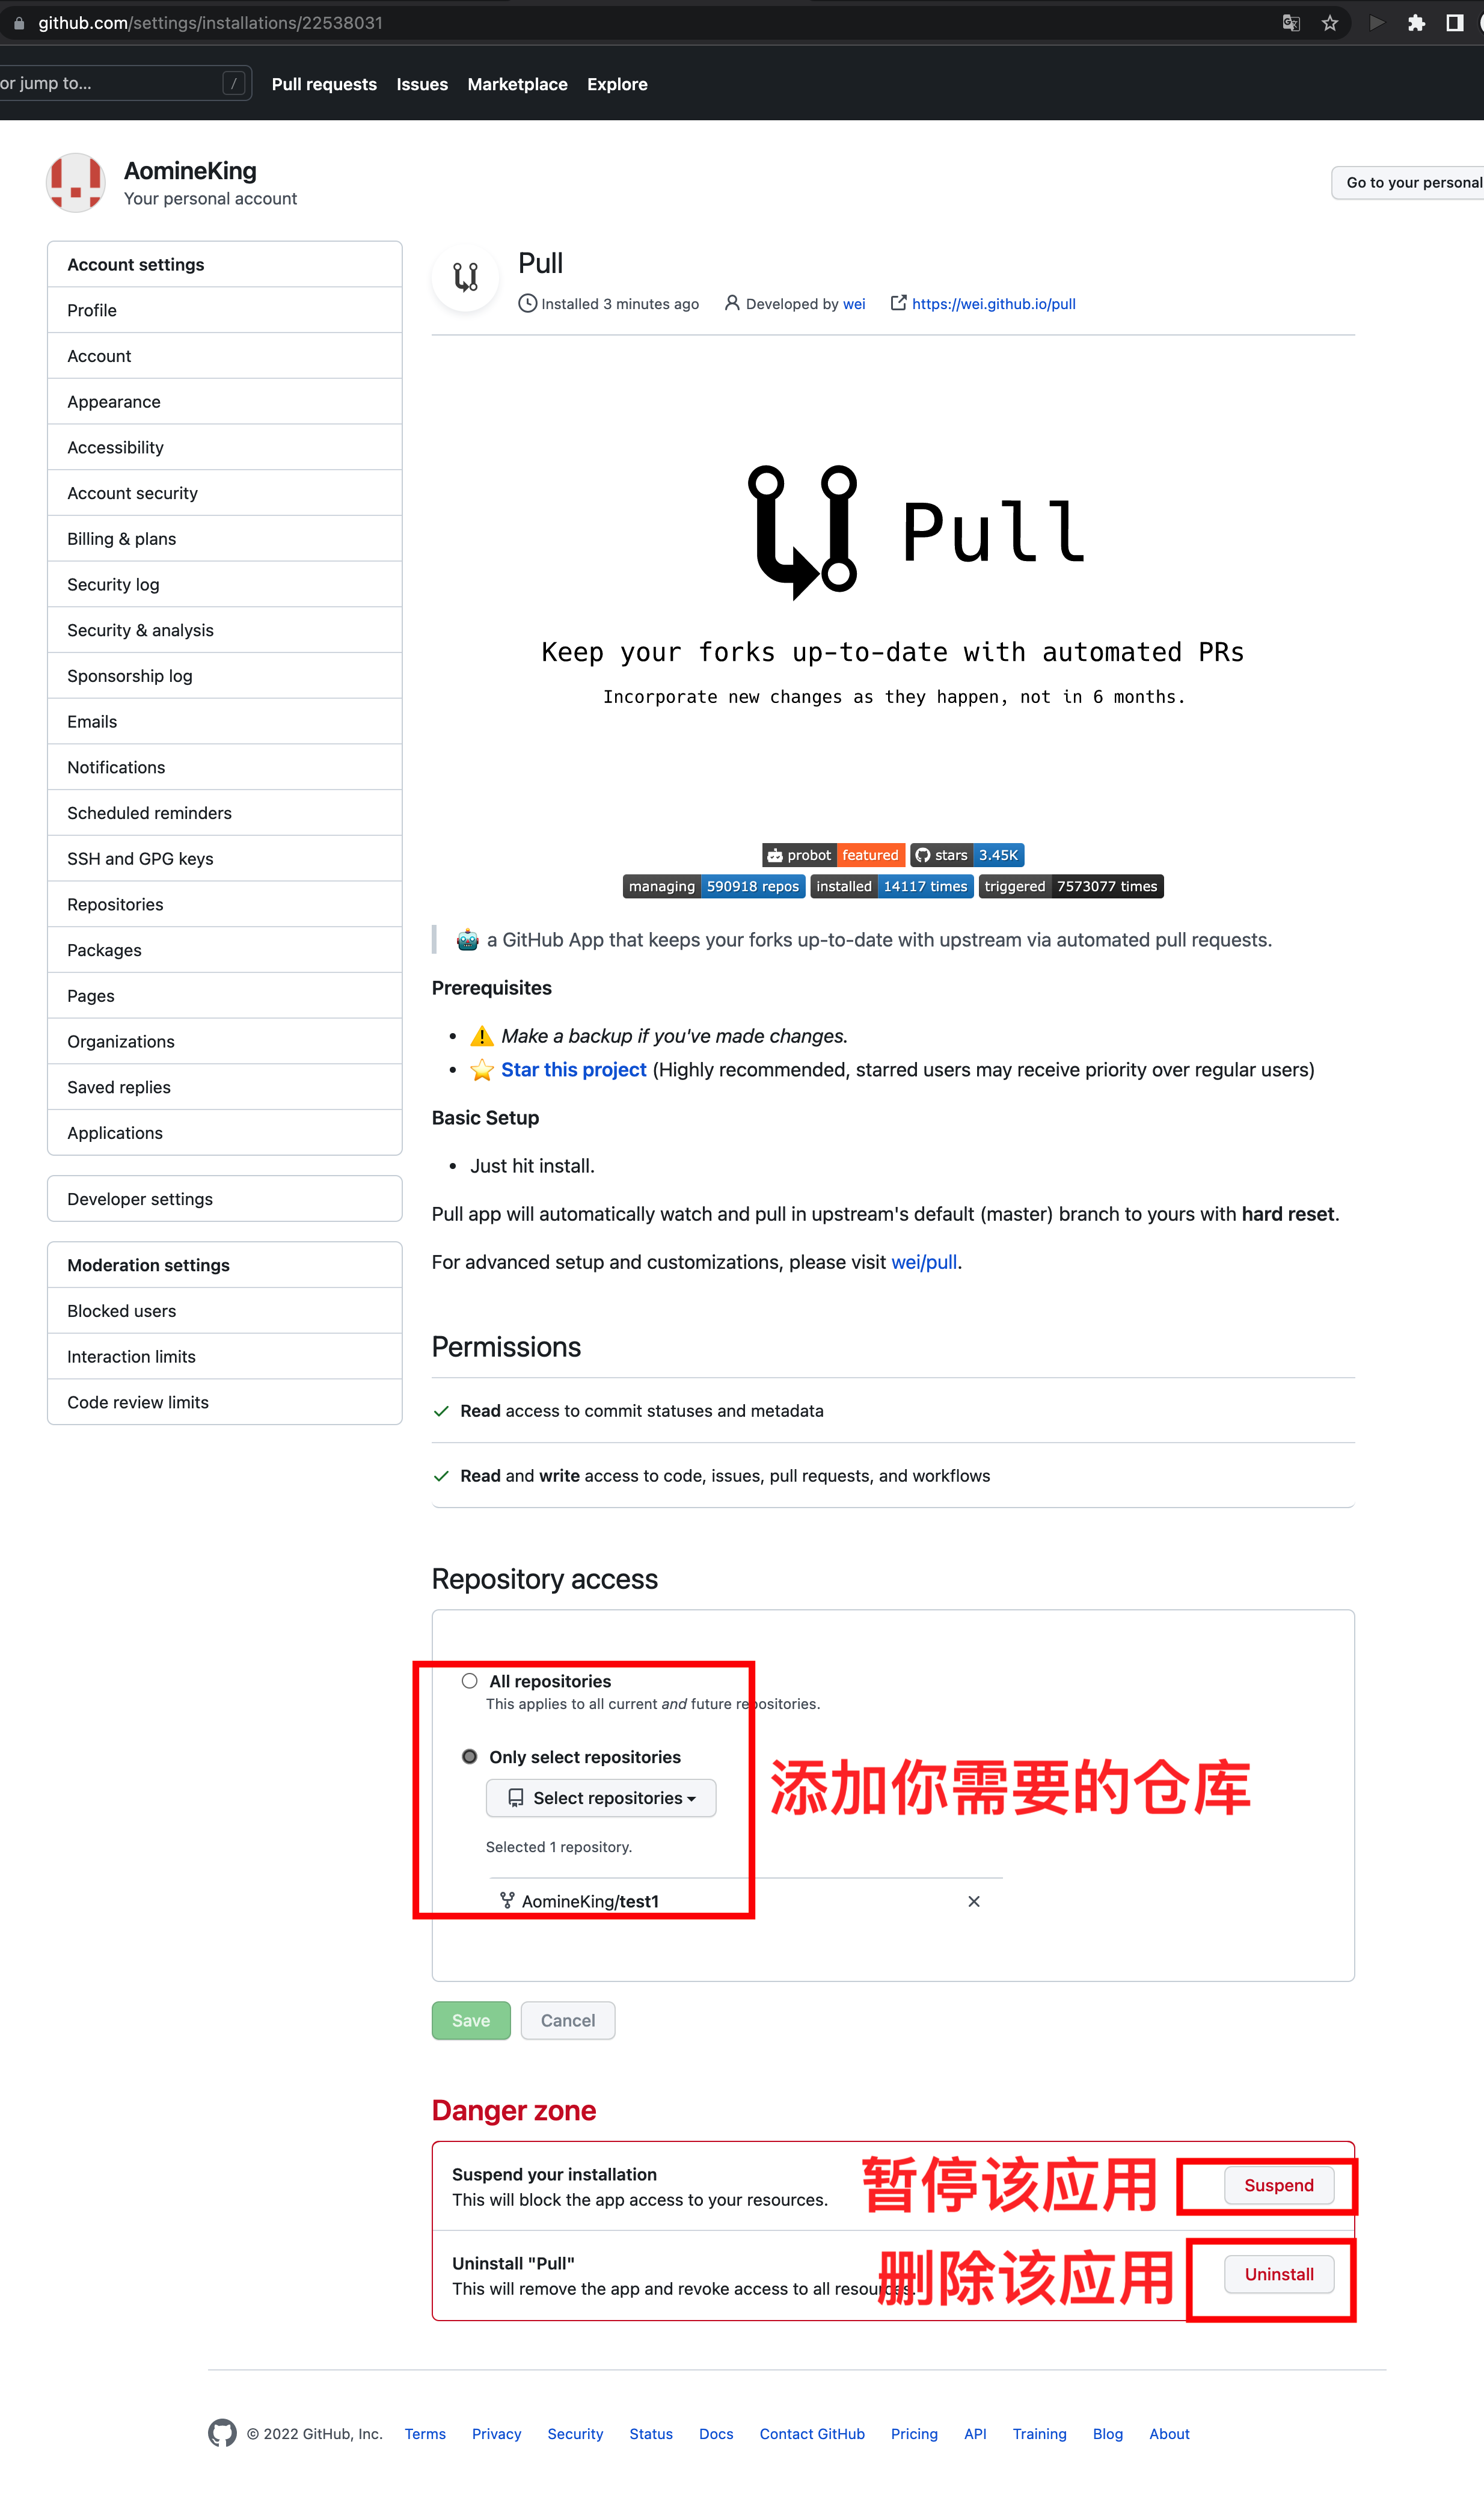 github.com/settings/installations/22538031
or jump to...
/
Pull requests
Issues
Marketplace
Explore
AomineKing
Your personal account
Go to your personal
Account settings
Profile
Account
Appearance
Accessibility
Account security
Billing & plans
Security log
Security & analysis
Sponsorship log
Emails
Notifications
Scheduled reminders
SSH and GPG keys
Repositories
Packages
Pages
Organizations
Saved replies
Applications
Developer settings
Moderation settings
Blocked users
Interaction limits
Code review limits
Pull
Installed 3 minutes ago
Developed by wei
https://wei.github.io/pull
Pull
Keep your forks up-to-date with automated PRs
Incorporate new changes as they happen, not in 6 months.
probot featured
stars 3.45K
managing 590918 repos
installed 14117 times
triggered 7573077 times
🤖 a GitHub App that keeps your forks up-to-date with upstream via automated pull requests.
Prerequisites
• ⚠️ Make a backup if you've made changes.
• ⭐ Star this project (Highly recommended, starred users may receive priority over regular users)
Basic Setup
• Just hit install.
Pull app will automatically watch and pull in upstream's default (master) branch to yours with hard reset.
For advanced setup and customizations, please visit wei/pull.
Permissions
Read access to commit statuses and metadata
Read and write access to code, issues, pull requests, and workflows
Repository access
All repositories
This applies to all current and future repositories.
Only select repositories
Select repositories
添加你需要的仓库
Selected 1 repository.
AomineKing/test1
Save
Cancel
Danger zone
Suspend your installation
This will block the app access to your resources.
暂停该应用
Suspend
Uninstall "Pull"
This will remove the app and revoke access to all resources.
删除该应用
Uninstall
© 2022 GitHub, Inc.
Terms
Privacy
Security
Status
Docs
Contact GitHub
Pricing
API
Training
Blog
About